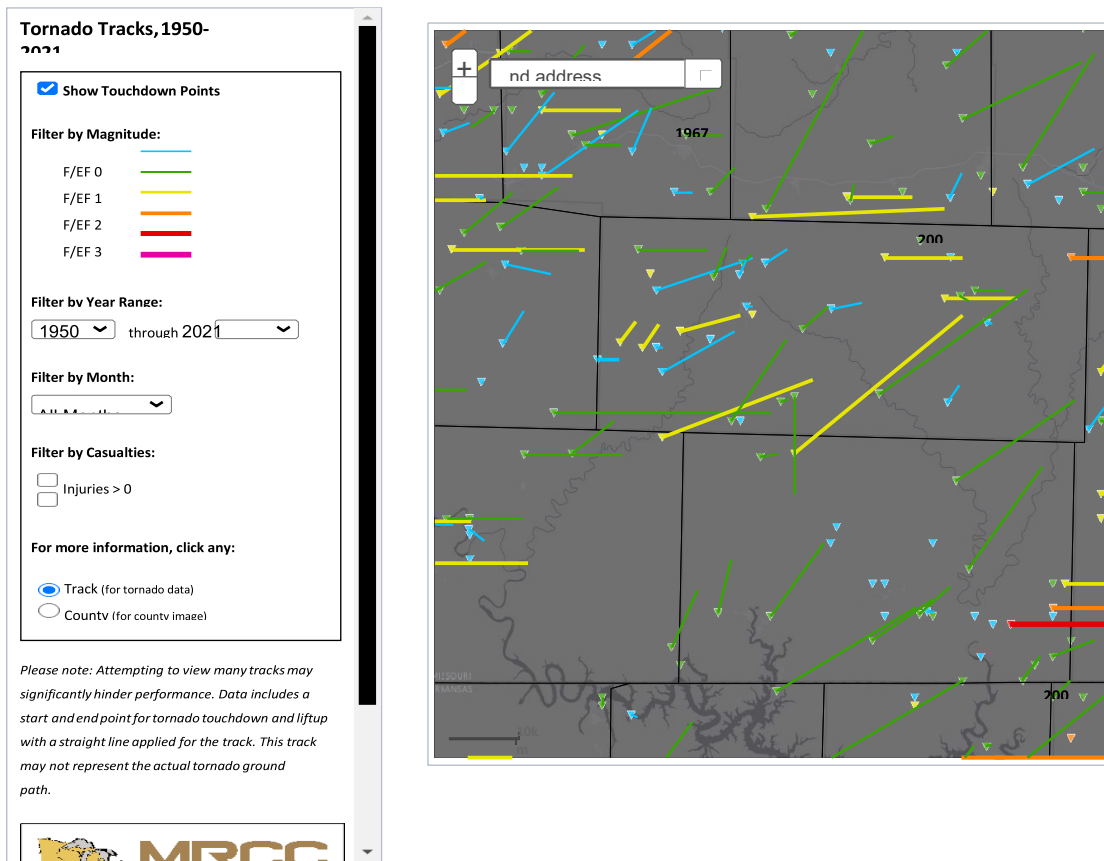 Tornado Tracks, 1950-
2021
Show Touchdown Points
Filter by Magnitude:
F/EF 0
F/EF 1
F/EF 2
F/EF 3
Filter by Year Range:
1950 through 2021
Filter by Month:
All Months
Filter by Casualties:
Injuries > 0
For more information, click any:
Track (for tornado data)
County (for county image)
Please note: Attempting to view many tracks may
significantly hinder performance. Data includes a
start and end point for tornado touchdown and liftup
with a straight line applied for the track. This track
may not represent the actual tornado ground
path.
MRCC
+
nd address
1967
200
MISSOURI
ARKANSAS
200
10k
m